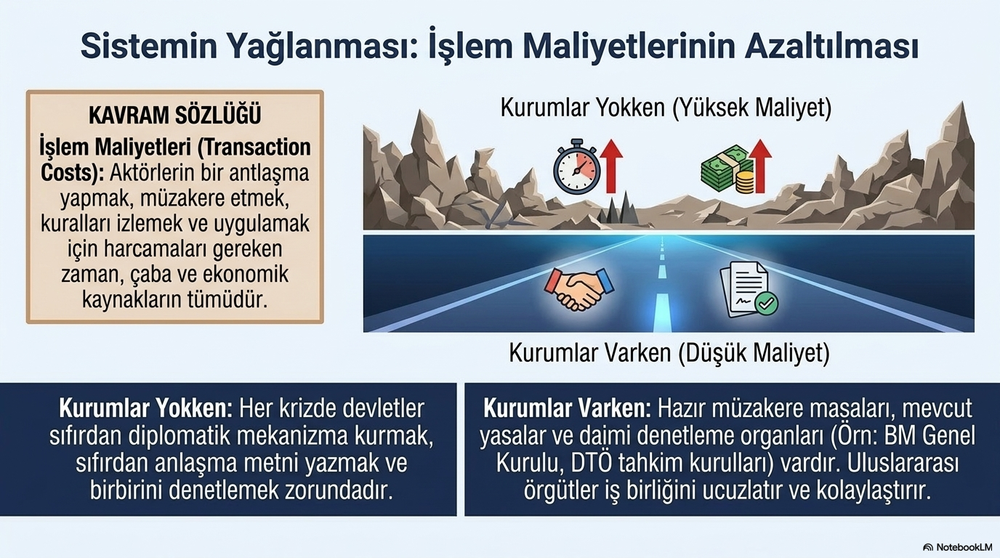 Sistemin Yağlanması: İşlem Maliyetlerinin Azaltılması
KAVRAM SÖZLÜĞÜ
İşlem Maliyetleri (Transaction
Costs): Aktörlerin bir antlaşma
yapmak, müzakere etmek,
kuralları izlemek ve uygulamak
için harcamaları gereken
zaman, çaba ve ekonomik
kaynakların tümüdür.
Kurumlar Yokken (Yüksek Maliyet)
Kurumlar Varken (Düşük Maliyet)
Kurumlar Yokken: Her krizde devletler
sıfırdan diplomatik mekanizma kurmak,
sıfırdan anlaşma metni yazmak ve
birbirini denetlemek zorundadır.
Kurumlar Varken: Hazır müzakere masaları, mevcut
yasalar ve daimi denetleme organları (Örn: BM Genel
Kurulu, DTÖ tahkim kurulları) vardır. Uluslararası
örgütler iş birliğini ucuzlatır ve kolaylaştırır.
NotebookLM